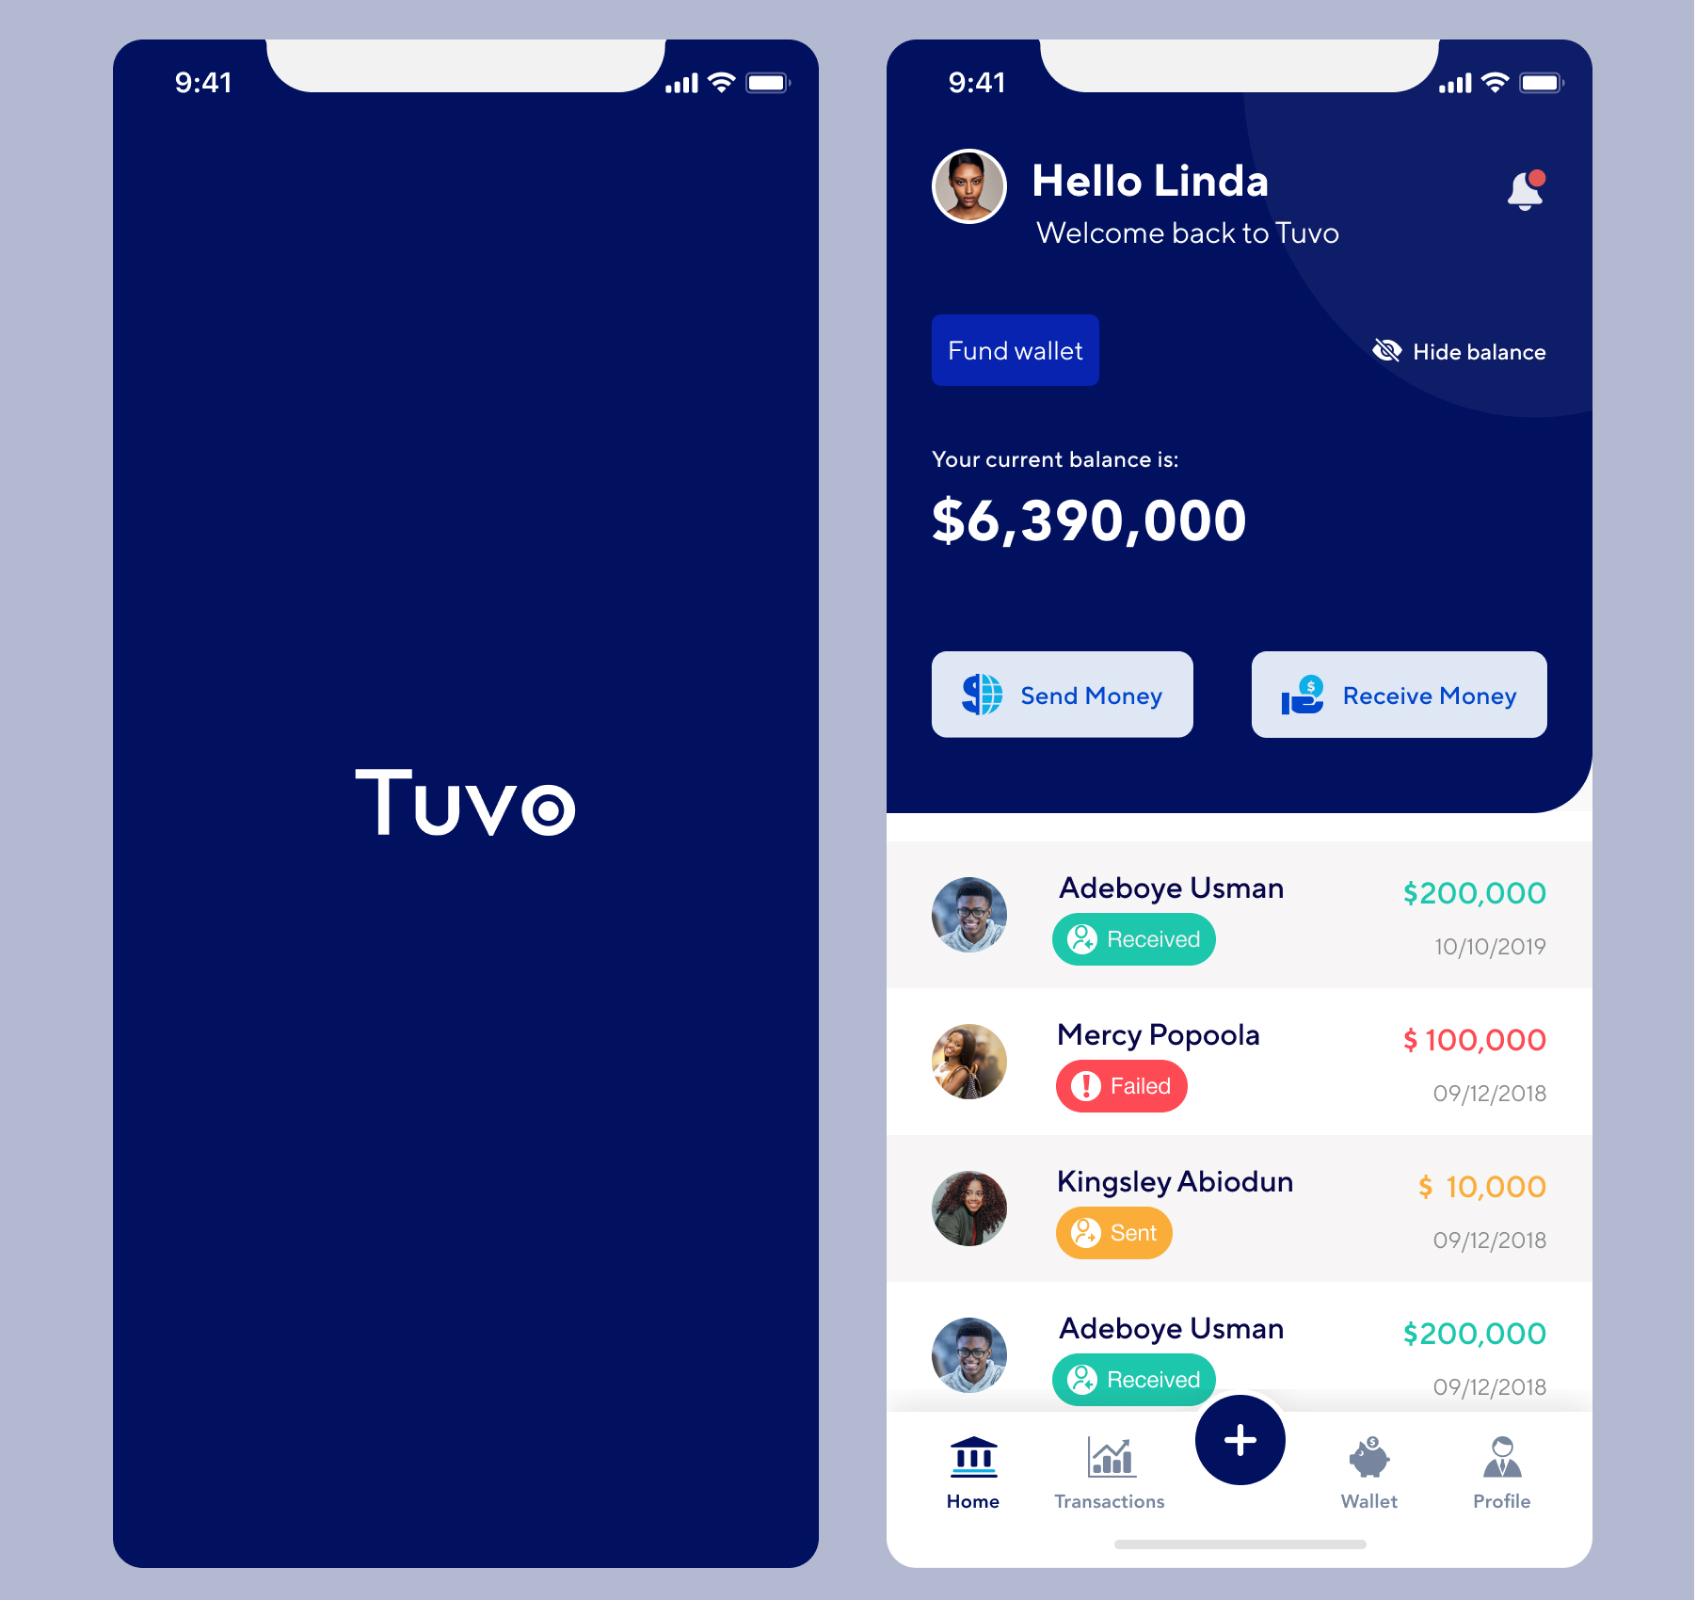 9:41
Tuvo
9:41
Hello Linda
Welcome back to Tuvo
Fund wallet
Hide balance
Your current balance is:
$6,390,000
Send Money
Receive Money
Adeboye Usman
$200,000
Received
10/10/2019
Mercy Popoola
$ 100,000
Failed
09/12/2018
Kingsley Abiodun
$ 10,000
Sent
09/12/2018
Adeboye Usman
$200,000
Received
09/12/2018
Home
Transactions
Wallet
Profile